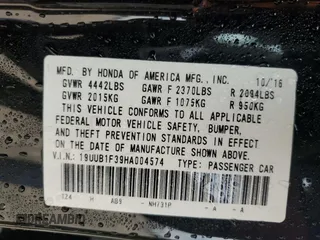 MFD. BY HONDA OF AMERICA MFG., INC. 10/'16
GVWR 4442LBS GAWR F 2370LBS R 2094LBS
GVWR 2015KG GAWR F 1075KG R 950KG
THIS VEHICLE CONFORMS TO ALL APPLICABLE
FEDERAL MOTOR VEHICLE SAFETY, BUMPER,
AND THEFT PREVENTION STANDARDS IN EFFECT
ON THE DATE OF MANUFACTURE SHOWN ABOVE.
V.I.N.: 19UUB1F39HA004574 TYPE: PASSENGER CAR
NH731P - A - A